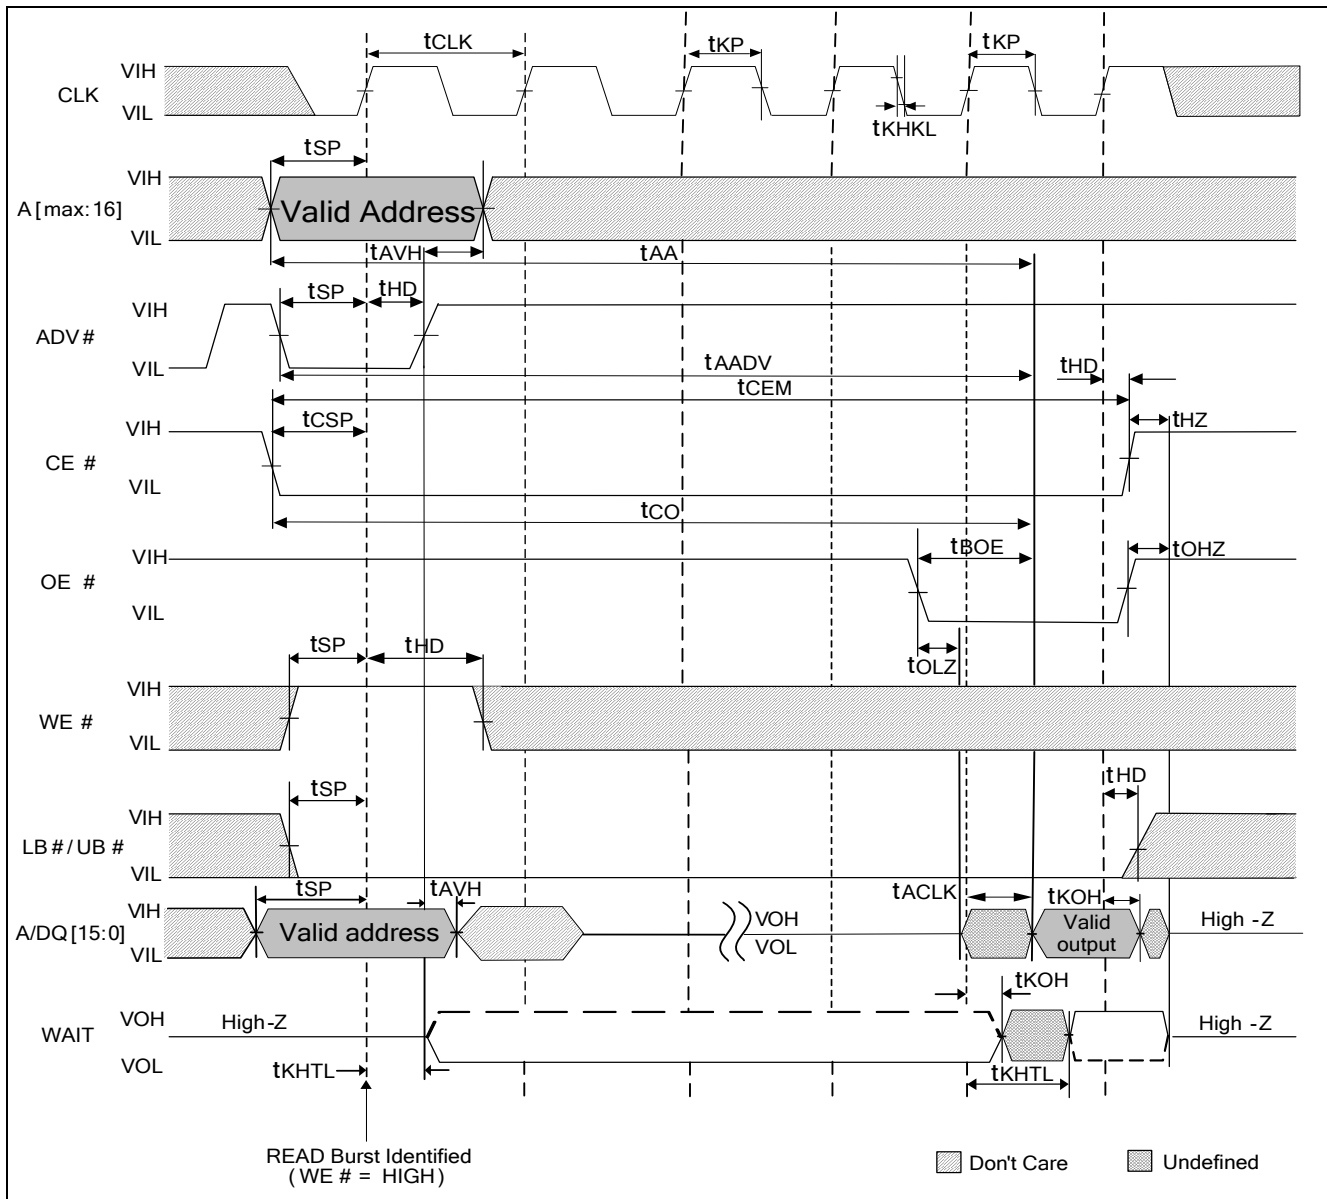 tCLK
tKP
tKP
VIH
CLK
VIL
tKHKL
tSP
VIH
A[max:16]
Valid Address
VIL
tAVH
tAA
tSP
tHD
VIH
ADV#
VIL
tAADV
tHD
tCEM
VIH
tCSP
tHZ
CE #
VIL
tCO
VIH
tBOE
tOHZ
OE #
VIL
tSP
tHD
tOLZ
VIH
WE #
VIL
tSP
tHD
VIH
LB#/UB#
VIL
tSP
tAVH
tACLK
tKOH
VIH
A/DQ[15:0]
Valid address
VOH
VOL
Valid output
High-Z
VIL
tKOH
VOH
High-Z
WAIT
High-Z
VOL
tKHTL
tKHTL
READ Burst Identified
(WE # = HIGH)
Don't Care
Undefined